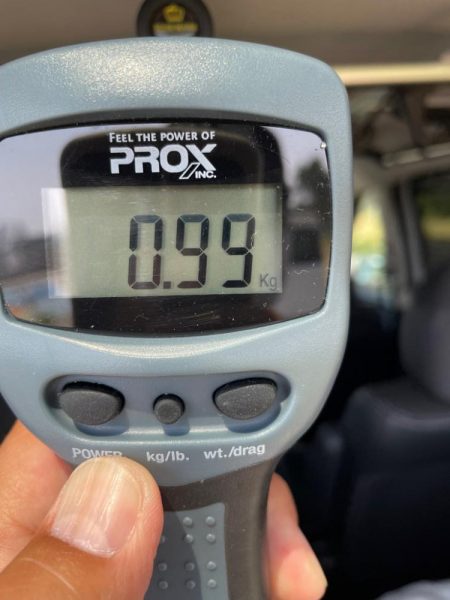 FEEL THE POWER OF
PROX
INC.
0.99 Kg
POWER kg/lb. wt./drag